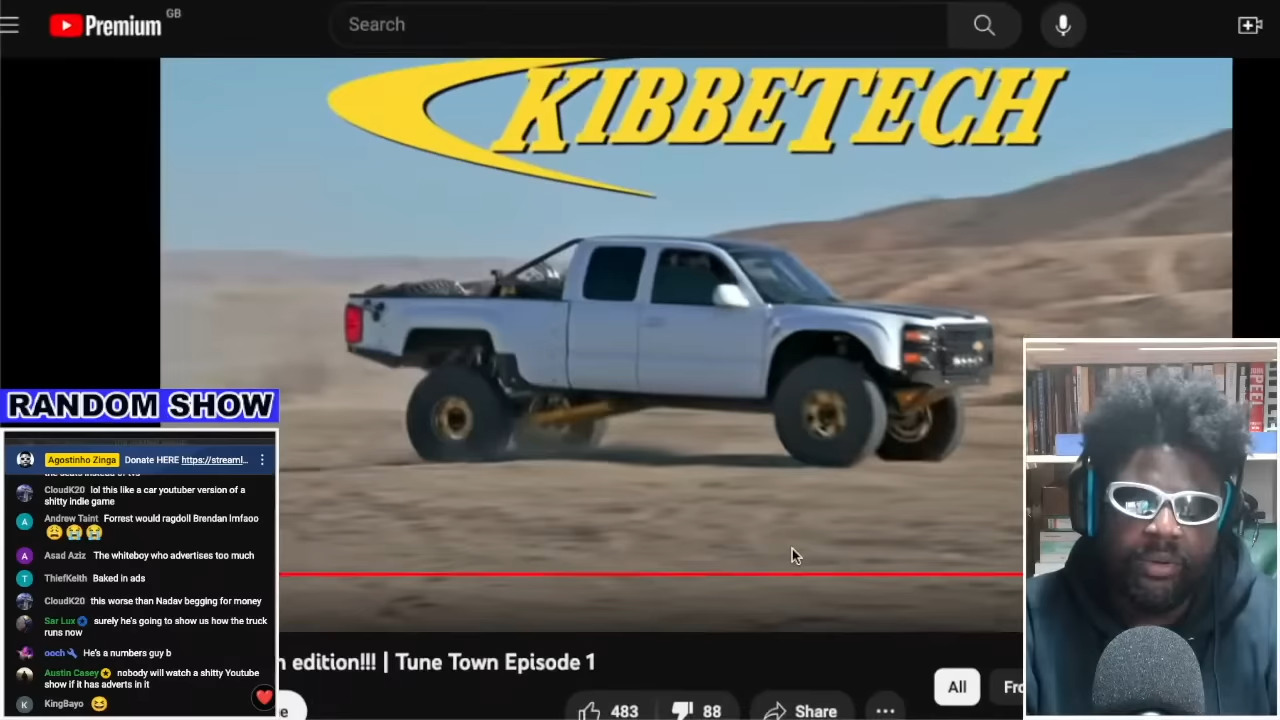 Premium
GB
Search
KIBBETECH
RANDOM SHOW
Agostinho Zinga Donate HERE https://streaml...
CloudK20 lol this like a car youtuber version of a
shitty indie game
Andrew Taint Forrest would ragdoll Brendan lmfaoo
Asad Aziz The whiteboy who advertises too much
ThiefKeith Baked in ads
CloudK20 this worse than Nadav begging for money
Sar Lux surely he's going to show us how the truck
runs now
ooch He's a numbers guy b
Austin Casey nobody will watch a shitty Youtube
show if it has adverts in it
KingBayo
n edition!!! | Tune Town Episode 1
All
Fro
e
483
88
Share
PEEL